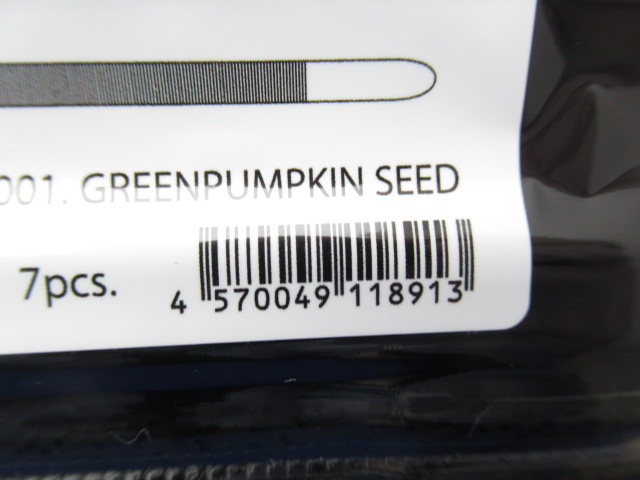 001. GREENPUMPKIN SEED
7pcs.
4 570049 118913